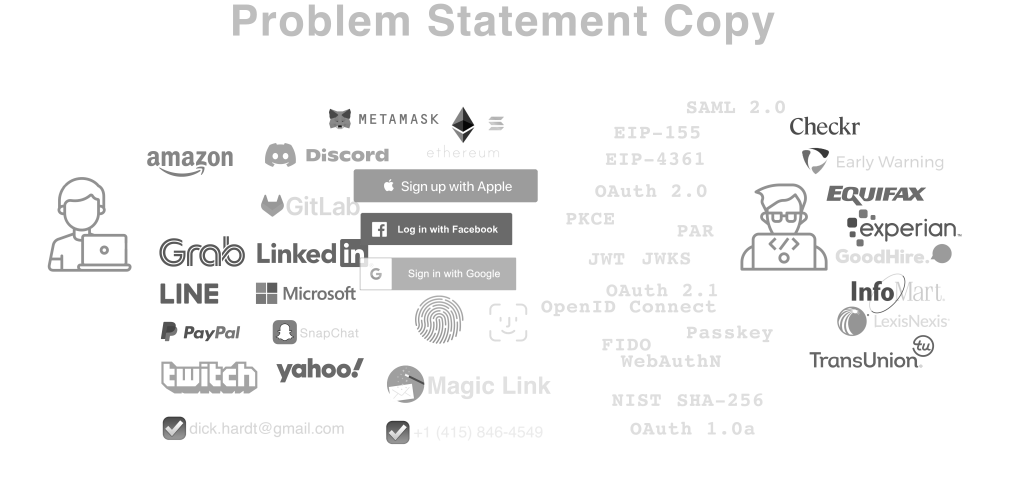 Problem Statement Copy
METAMASK
ethereum
amazon
Discord
Sign up with Apple
GitLab
Log in with Facebook
Grab
Linked in
Sign in with Google
LINE
Microsoft
PayPal
SnapChat
twitch
yahoo!
Magic Link
dick.hardt@gmail.com
+1 (415) 846-4549
SAML 2.0
EIP-155
EIP-4361
OAuth 2.0
PKCE
PAR
JWT JWKS
OAuth 2.1
OpenID Connect
Passkey
FIDO
WebAuthN
NIST SHA-256
OAuth 1.0a
Checkr
Early Warning
EQUIFAX
experian.
GoodHire.
InfoMart.
LexisNexis
TransUnion
tu